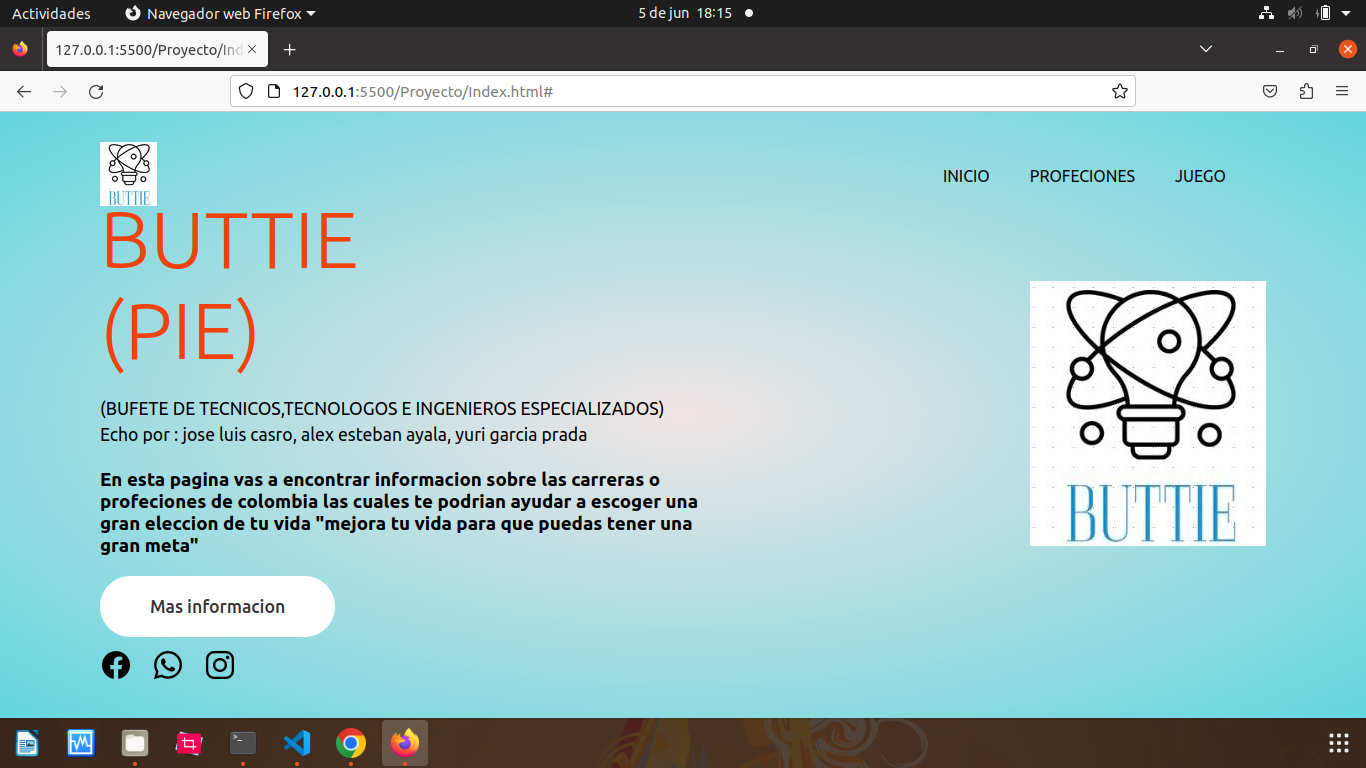 Actividades
Navegador web Firefox
5 de jun 18:15
127.0.0.1:5500/Proyecto/Ind
127.0.0.1:5500/Proyecto/Index.html#
BUTTIE
INICIO
PROFECIONES
JUEGO
BUTTIE
(PIE)
(BUFETE DE TECNICOS,TECNOLOGOS E INGENIEROS ESPECIALIZADOS)
Echo por : jose luis casro, alex esteban ayala, yuri garcia prada
En esta pagina vas a encontrar informacion sobre las carreras o
profeciones de colombia las cuales te podrian ayudar a escoger una
gran eleccion de tu vida "mejora tu vida para que puedas tener una
gran meta"
Mas informacion
BUTTIE